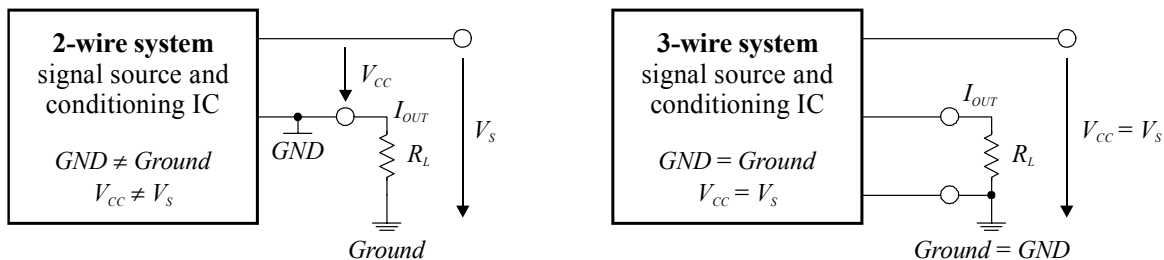 2-wire system
signal source and
conditioning IC
GND ≠ Ground
VCC ≠ VS
VCC
IOUT
GND
RL
VS
Ground
3-wire system
signal source and
conditioning IC
GND = Ground
VCC = VS
IOUT
RL
VCC = VS
Ground = GND